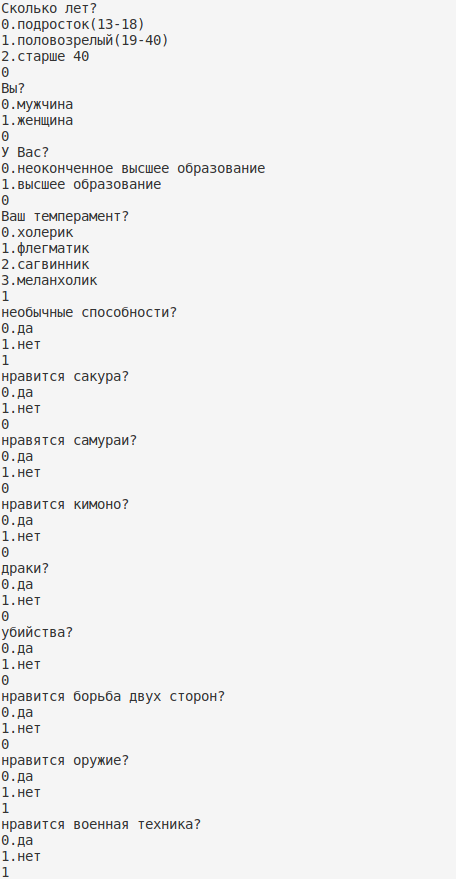 Сколько лет?
0.подросток(13-18)
1.половозрелый(19-40)
2.старше 40
0
Вы?
0.мужчина
1.женщина
0
У Вас?
0.неоконченное высшее образование
1.высшее образование
0
Ваш темперамент?
0.холерик
1.флегматик
2.сагвинник
3.меланхолик
1
необычные способности?
0.да
1.нет
1
нравится сакура?
0.да
1.нет
0
нравятся самураи?
0.да
1.нет
0
нравится кимоно?
0.да
1.нет
0
драки?
0.да
1.нет
0
убийства?
0.да
1.нет
0
нравится борьба двух сторон?
0.да
1.нет
0
нравится оружие?
0.да
1.нет
1
нравится военная техника?
0.да
1.нет
1